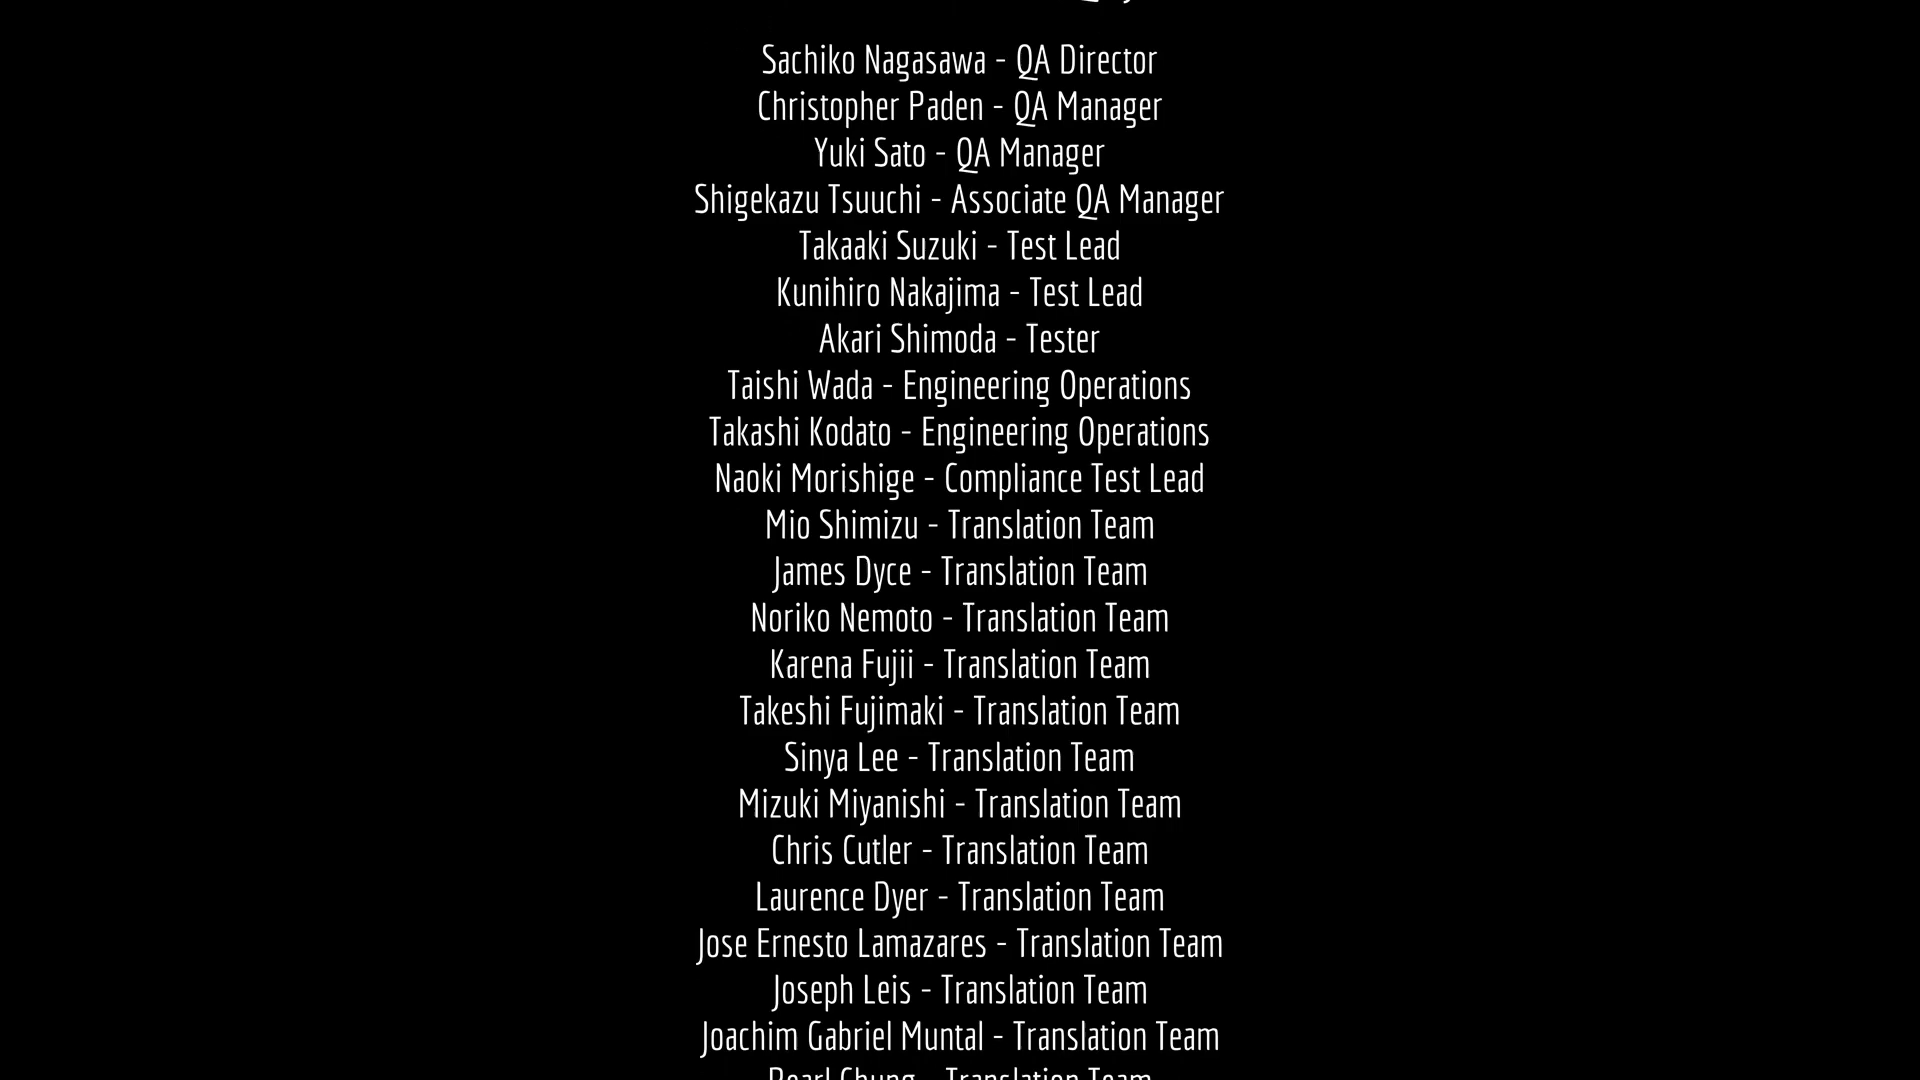 Sachiko Nagasawa - QA Director
Christopher Paden - QA Manager
Yuki Sato - QA Manager
Shigekazu Tsuuchi - Associate QA Manager
Takaaki Suzuki - Test Lead
Kunihiro Nakajima - Test Lead
Akari Shimoda - Tester
Taishi Wada - Engineering Operations
Takashi Kodato - Engineering Operations
Naoki Morishige - Compliance Test Lead
Mio Shimizu - Translation Team
James Dyce - Translation Team
Noriko Nemoto - Translation Team
Karena Fujii - Translation Team
Takeshi Fujimaki - Translation Team
Sinya Lee - Translation Team
Mizuki Miyanishi - Translation Team
Chris Cutler - Translation Team
Laurence Dyer - Translation Team
Jose Ernesto Lamazares - Translation Team
Joseph Leis - Translation Team
Joachim Gabriel Muntal - Translation Team
Pearl Chung - Translation Team